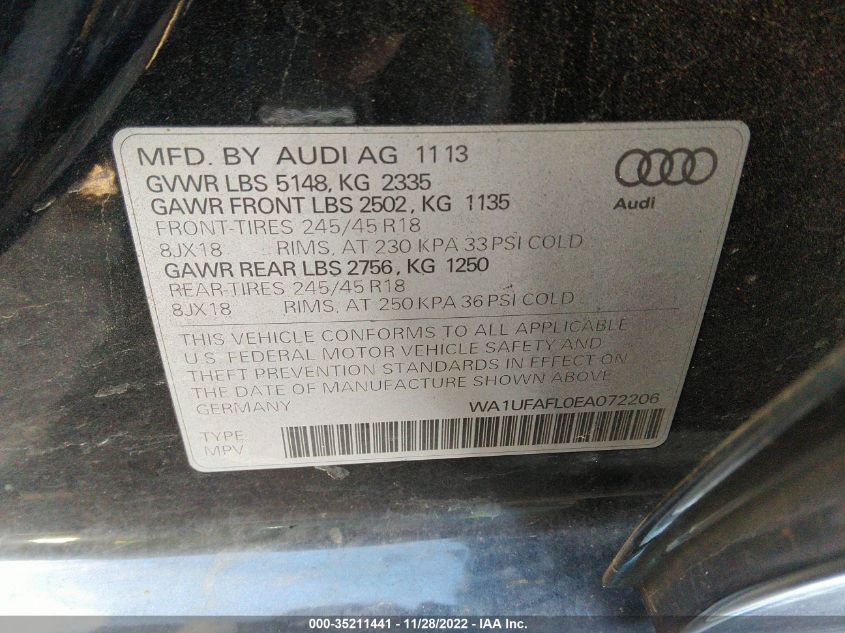 MFD. BY AUDI AG 11 13
GVWR LBS 5148, KG 2335
GAWR FRONT LBS 2502, KG 1135
FRONT-TIRES 245/45 R18
8JX18 RIMS, AT 230 KPA 33 PSI COLD
GAWR REAR LBS 2756, KG 1250
REAR-TIRES 245/45 R18
8JX18 RIMS, AT 250 KPA 36 PSI COLD
Audi
THIS VEHICLE CONFORMS TO ALL APPLICABLE
U.S. FEDERAL MOTOR VEHICLE SAFETY AND
THEFT PREVENTION STANDARDS IN EFFECT ON
THE DATE OF MANUFACTURE SHOWN ABOVE.
GERMANY WA1UFAFL0EA072206
TYPE
MPV
000-35211441 - 11/28/2022 - IAA Inc.